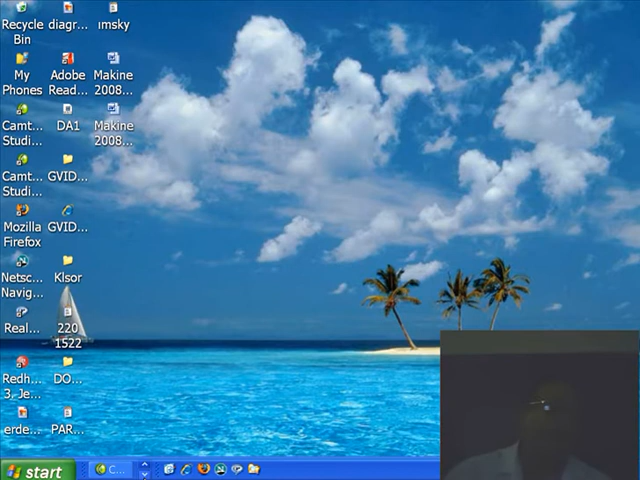 Recycle
Bin
diagr...
ımsky
My
Phones
Adobe
Read...
Makine
2008...
Camt...
Studi...
DA1
Makine
2008...
Camt...
Studi...
GVID...
Mozilla
Firefox
GVID...
Netsc...
Navig...
Klsor
Real...
220
1522
Redh...
3, Je...
DO...
erde...
PAR...
start
C...